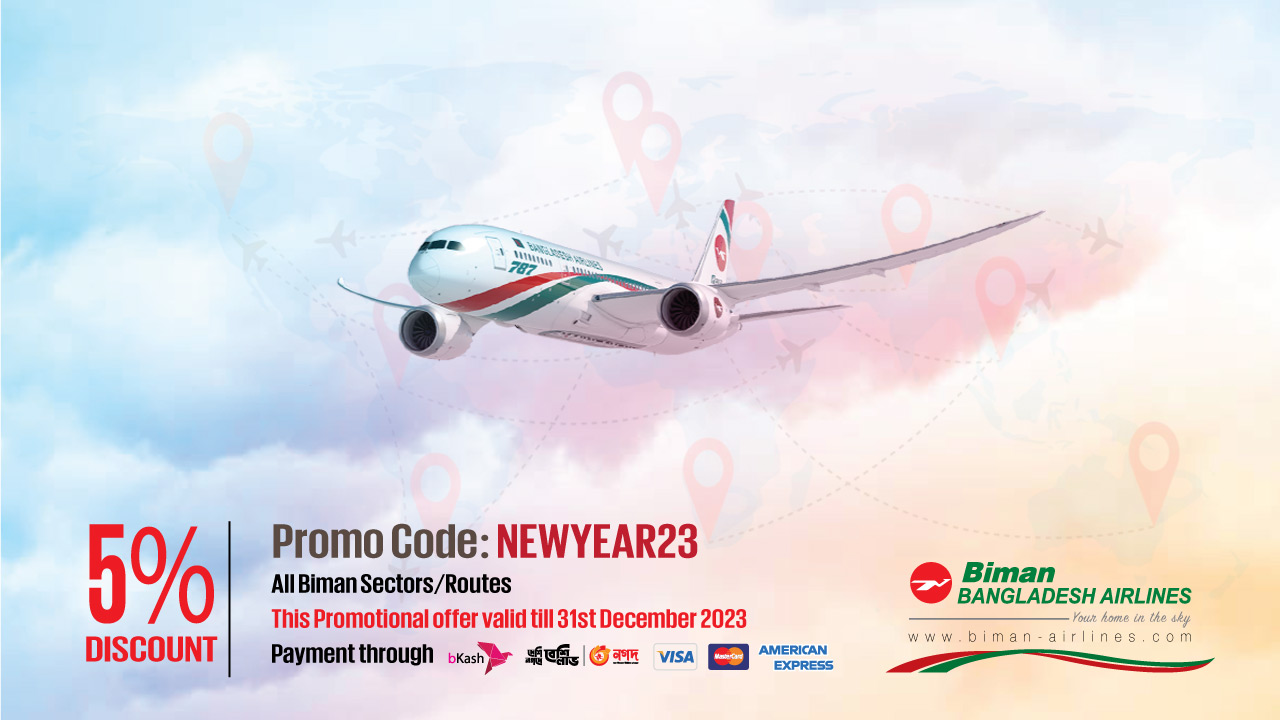 BANGLADESH AIRLINES
787
5%
DISCOUNT
Promo Code: NEWYEAR23
All Biman Sectors/Routes
This Promotional offer valid till 31st December 2023
Payment through
bKash
নগদ
VISA
MasterCard
AMERICAN
EXPRESS
Biman
BANGLADESH AIRLINES
Your home in the sky
www.biman-airlines.com